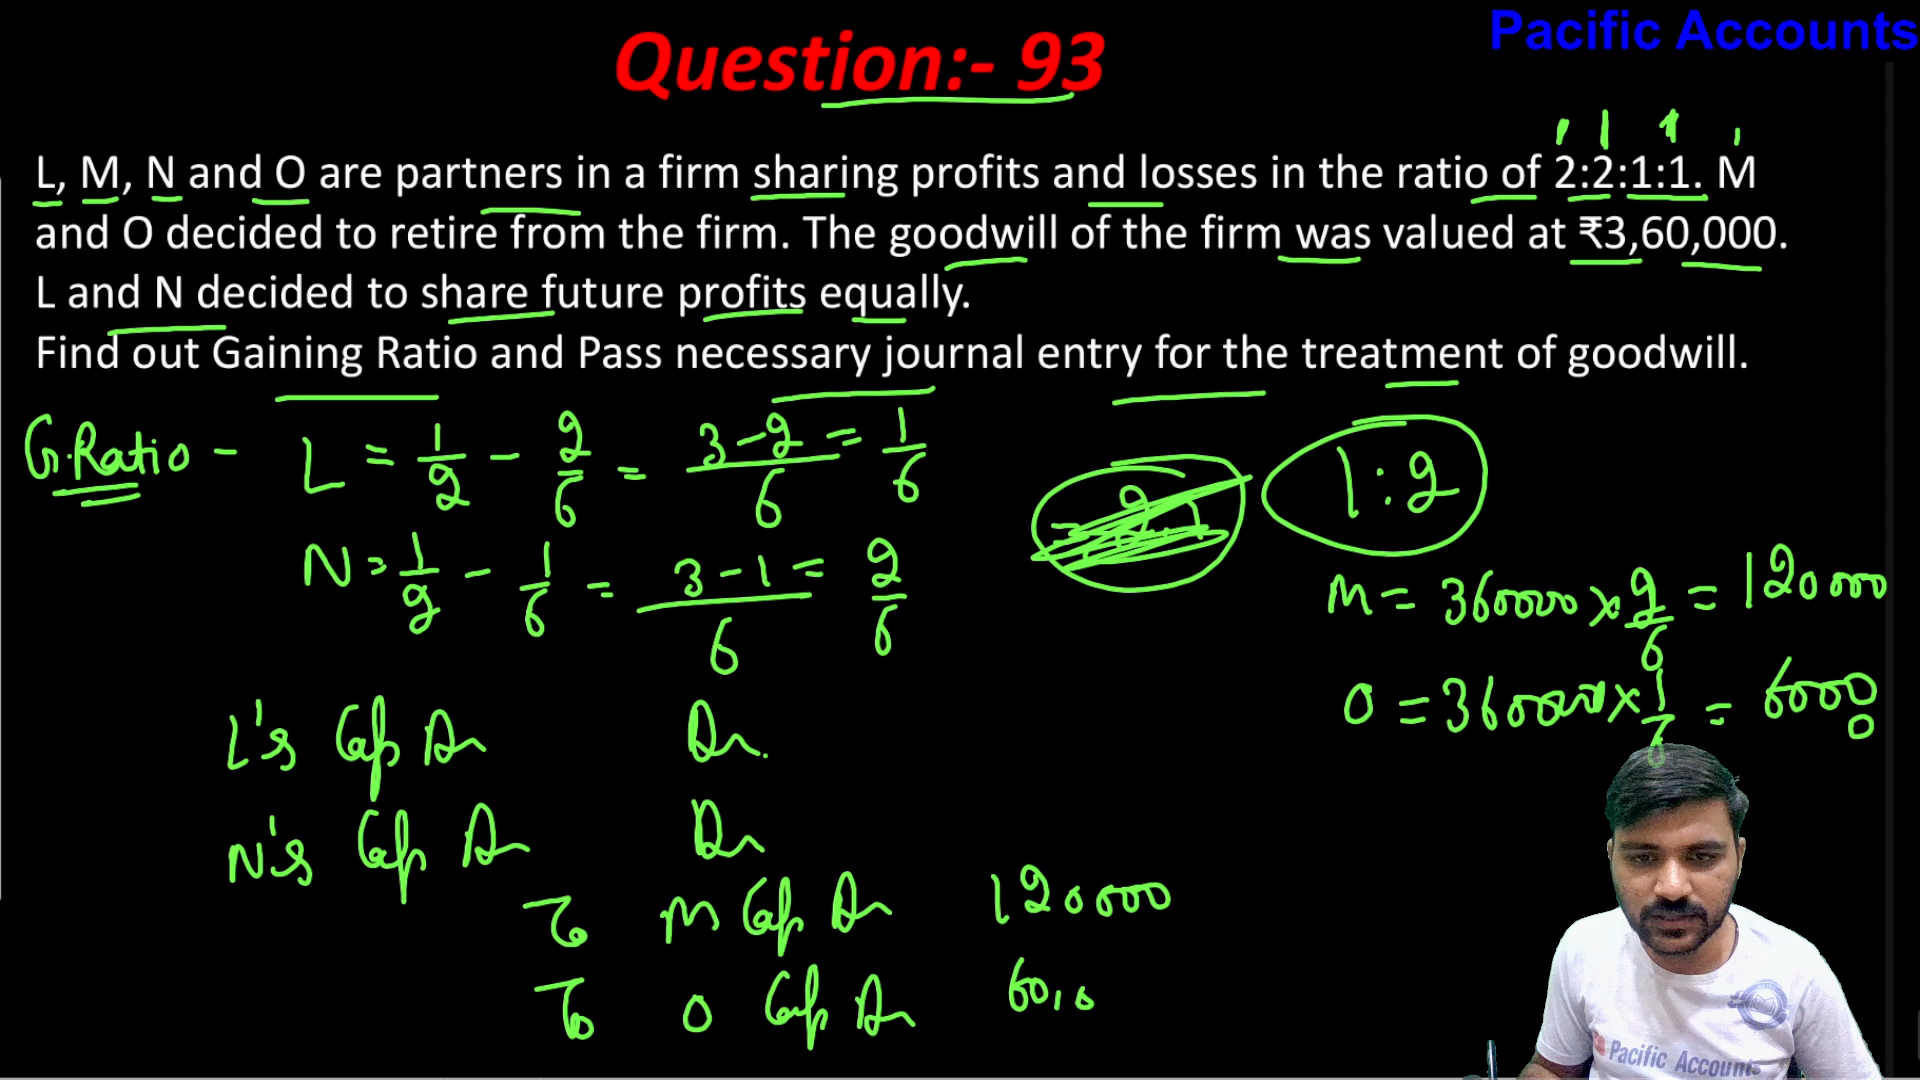 Pacific Accounts
Question:- 93
L, M, N and O are partners in a firm sharing profits and losses in the ratio of 2:2:1:1. M
and O decided to retire from the firm. The goodwill of the firm was valued at ₹3,60,000.
L and N decided to share future profits equally.
Find out Gaining Ratio and Pass necessary journal entry for the treatment of goodwill.
G.Ratio - L = 1/2 - 2/6 = 3-2/6 = 1/6
1:2
N = 1/2 - 1/6 = 3-1/6 = 2/6
M = 360000 x 2/6 = 120000
O = 360000 x 1/6 = 60000
L's Cap A/c Dr.
N's Cap A/c Dr
To M Cap A/c 120000
To O Cap A/c 60,0
Pacific Accounts